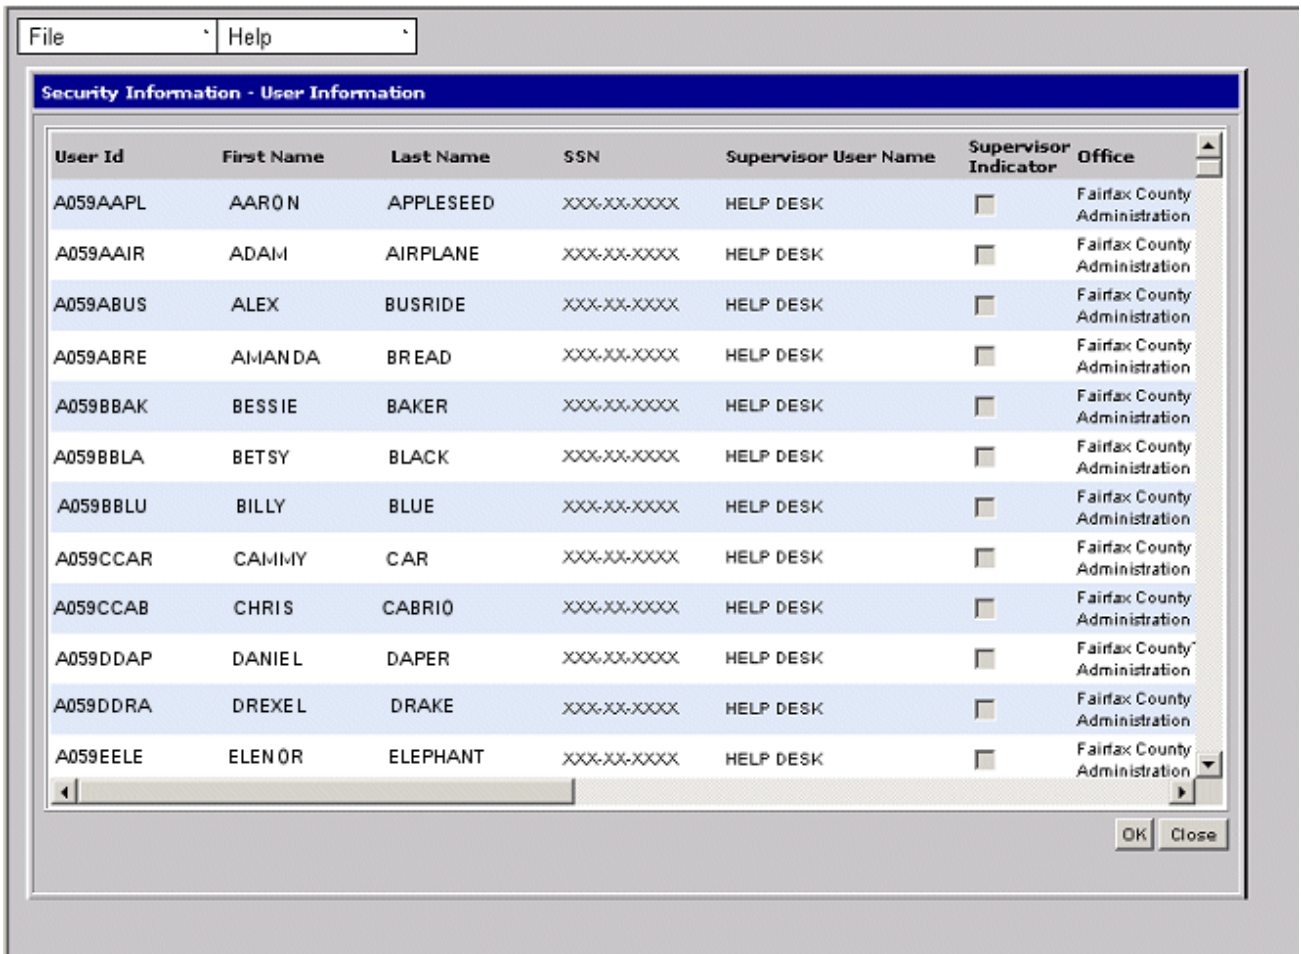 File Help
Security Information - User Information
User Id First Name Last Name SSN Supervisor User Name Supervisor Indicator Office
A059AAPL AARON APPLESEED XXX-XX-XXXX HELP DESK Fairfax County Administration
A059AAIR ADAM AIRPLANE XXX-XX-XXXX HELP DESK Fairfax County Administration
A059ABUS ALEX BUSRIDE XXX-XX-XXXX HELP DESK Fairfax County Administration
A059ABRE AMANDA BREAD XXX-XX-XXXX HELP DESK Fairfax County Administration
A059BBAK BESSIE BAKER XXX-XX-XXXX HELP DESK Fairfax County Administration
A059BBLA BETSY BLACK XXX-XX-XXXX HELP DESK Fairfax County Administration
A059BBLU BILLY BLUE XXX-XX-XXXX HELP DESK Fairfax County Administration
A059CCAR CAMMY CAR XXX-XX-XXXX HELP DESK Fairfax County Administration
A059CCAB CHRIS CABRIO XXX-XX-XXXX HELP DESK Fairfax County Administration
A059DDAP DANIEL DAPER XXX-XX-XXXX HELP DESK Fairfax County Administration
A059DDRA DREXEL DRAKE XXX-XX-XXXX HELP DESK Fairfax County Administration
A059EELE ELENOR ELEPHANT XXX-XX-XXXX HELP DESK Fairfax County Administration
OK Close